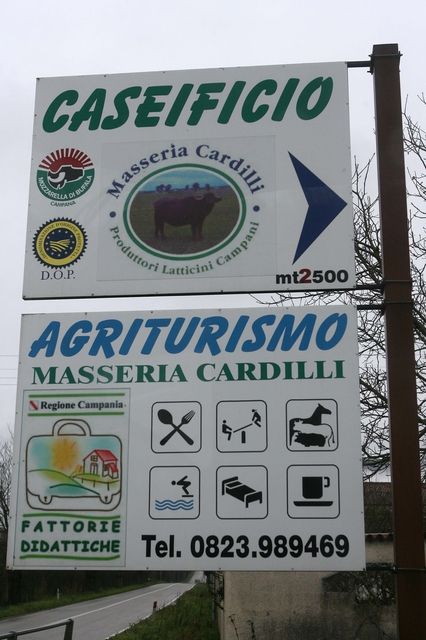 CASEIFICIO
MOZZARELLA DI BUFALA
CAMPANA
D.O.P.
Masseria Cardilli
Produttori Latticini Campani
mt2500
AGRITURISMO
MASSERIA CARDILLI
Regione Campania
FATTORIE
DIDATTICHE
Tel. 0823.989469